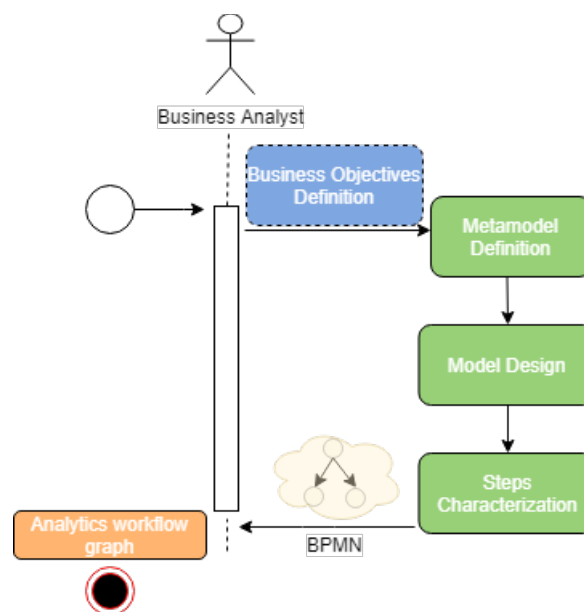 Business Analyst
Business Objectives
Definition
Metamodel
Definition
Model Design
Steps
Characterization
BPMN
Analytics workflow
graph